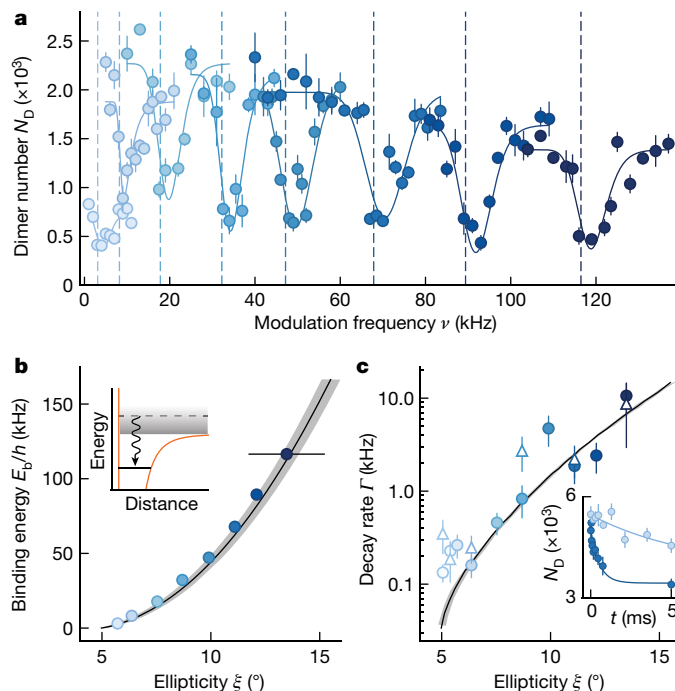 a
Dimer number N_D (×10³)
2.5
2.0
1.5
1.0
0.5
0
0 20 40 60 80 100 120
Modulation frequency ν (kHz)
b
Binding energy E_b/h (kHz)
150
100
50
0
5 10 15
Ellipticity ξ (°)
Energy
Distance
c
Decay rate Γ (kHz)
10.0
1.0
0.1
5 10 15
Ellipticity ξ (°)
N_D (×10³)
6
3
0 5
t (ms)